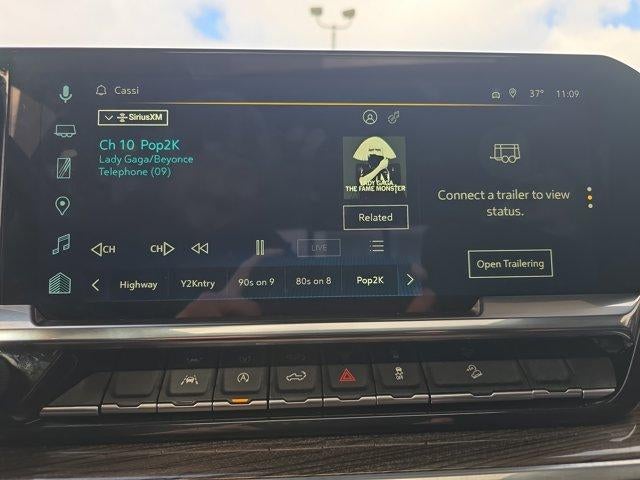 Cassi
37° 11:09
SiriusXM
Ch 10 Pop2K
Lady Gaga/Beyonce
Telephone (09)
LADY GAGA
THE FAME MONSTER
Related
CH CH LIVE
Highway Y2Kntry 90s on 9 80s on 8 Pop2K
Connect a trailer to view
status.
Open Trailering
A
OFF